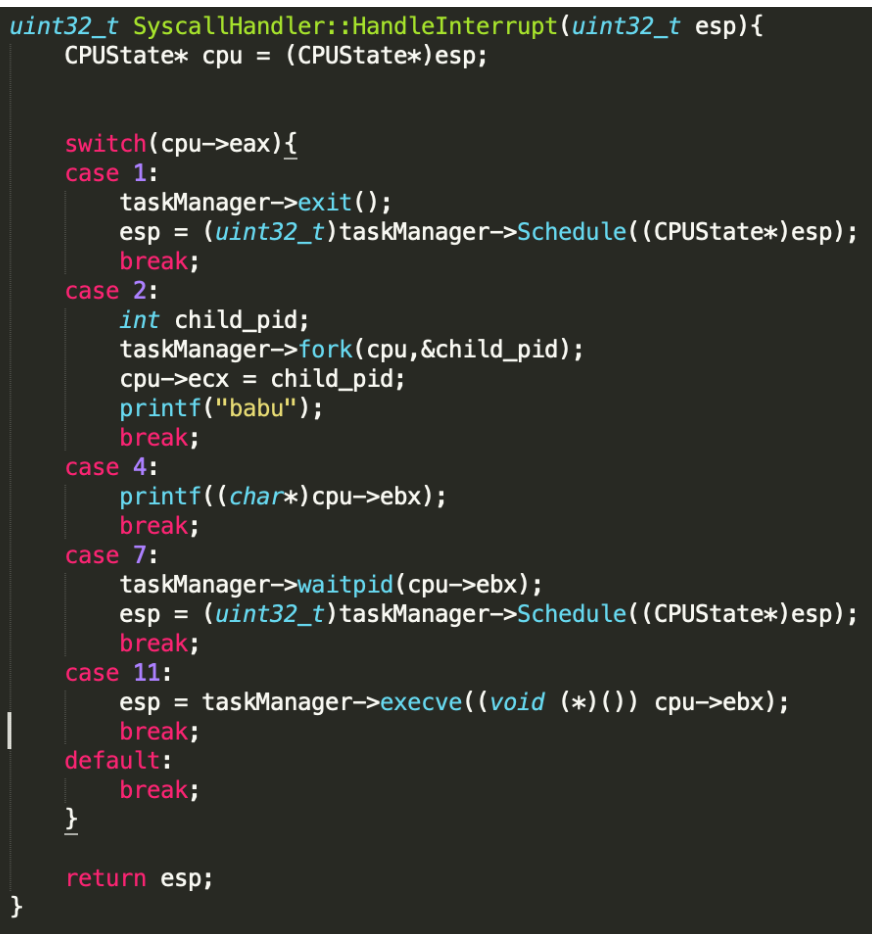 uint32_t SyscallHandler::HandleInterrupt(uint32_t esp){
    CPUState* cpu = (CPUState*)esp;


    switch(cpu->eax){
    case 1:
        taskManager->exit();
        esp = (uint32_t)taskManager->Schedule((CPUState*)esp);
        break;
    case 2:
        int child_pid;
        taskManager->fork(cpu,&child_pid);
        cpu->ecx = child_pid;
        printf("babu");
        break;
    case 4:
        printf((char*)cpu->ebx);
        break;
    case 7:
        taskManager->waitpid(cpu->ebx);
        esp = (uint32_t)taskManager->Schedule((CPUState*)esp);
        break;
    case 11:
        esp = taskManager->execve((void (*)()) cpu->ebx);
        break;
    default:
        break;
    }

    return esp;
}